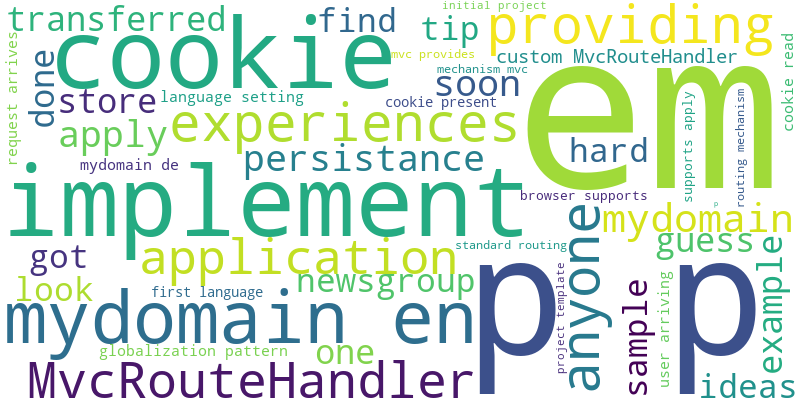 initial project
transferred
cookie
find
tip
providing
request arrives
done
mvc provides
custom MvcRouteHandler
cookie read
store
language setting
mechanism mvc
soon
cookie present
em
apply
experiences
hard
supports apply
routing mechanism
mydomain de
persistance
implement
browser supports
p
mydomain
got
application
standard routing
anyone
guess
look
first language
newsgroup
p
p
project template
user arriving
example
mydomain en
globalization pattern
one
sample
MvcRouteHandler
ideas